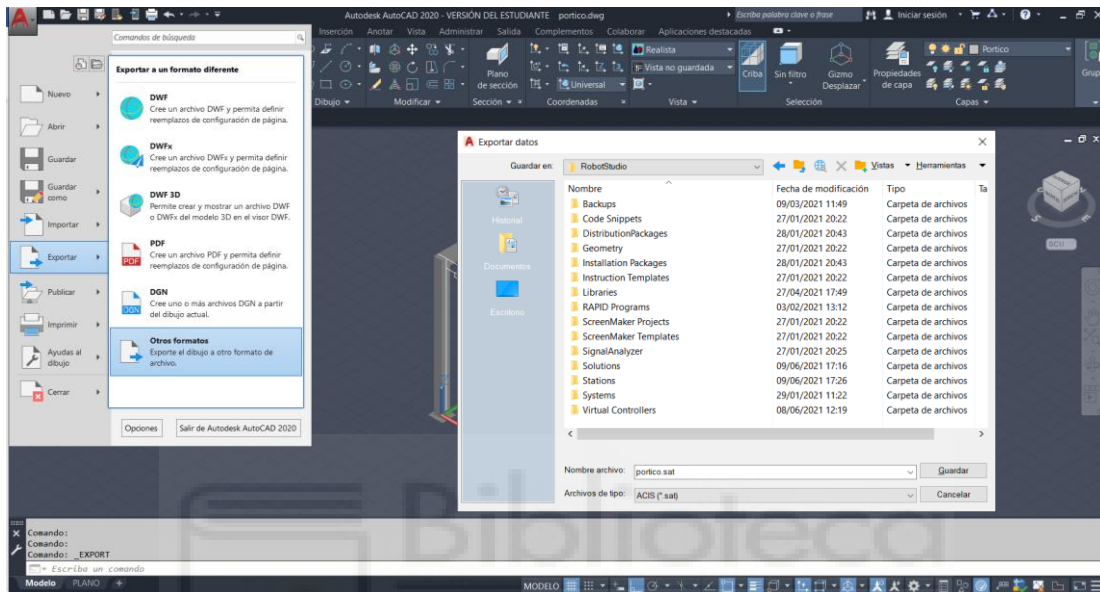 Autodesk AutoCAD 2020 - VERSIÓN DEL ESTUDIANTE portico.dwg
Escriba palabra clave o frase
Iniciar sesión
Comandos de búsqueda
Inserción Anotar Vista Administrar Salida Complementos Colaborar Aplicaciones destacadas
Realista
Vista no guardada
Universal
Plano
de sección
Criba
Sin filtro
Gizmo
Desplazar
Propiedades
de capa
Portico
Grup
Dibujo Modificar Sección Coordenadas Vista Selección Capas
Nuevo
Abrir
Guardar
Guardar
como
Importar
Exportar
Publicar
Imprimir
Ayudas al
dibujo
Cerrar
Exportar a un formato diferente
DWF
Cree un archivo DWF y permita definir
reemplazos de configuración de página.
DWFx
Cree un archivo DWFx y permita definir
reemplazos de configuración de página.
DWF 3D
Permite crear y mostrar un archivo DWF
o DWFx del modelo 3D en el visor DWF.
PDF
Cree un archivo PDF y permita definir
reemplazos de configuración de página.
DGN
Cree uno o más archivos DGN a partir
del dibujo actual.
Otros formatos
Exporte el dibujo a otro formato de
archivo.
Opciones
Salir de Autodesk AutoCAD 2020
Exportar datos
Guardar en: RobotStudio
Vistas Herramientas
Historial
Documentos
Escritorio
Nombre Fecha de modificación Tipo Ta
Backups 09/03/2021 11:49 Carpeta de archivos
Code Snippets 27/01/2021 20:22 Carpeta de archivos
DistributionPackages 28/01/2021 20:43 Carpeta de archivos
Geometry 27/01/2021 20:22 Carpeta de archivos
Installation Packages 28/01/2021 20:43 Carpeta de archivos
Instruction Templates 27/01/2021 20:22 Carpeta de archivos
Libraries 27/04/2021 17:49 Carpeta de archivos
RAPID Programs 03/02/2021 13:12 Carpeta de archivos
ScreenMaker Projects 27/01/2021 20:22 Carpeta de archivos
ScreenMaker Templates 27/01/2021 20:22 Carpeta de archivos
SignalAnalyzer 27/01/2021 20:25 Carpeta de archivos
Solutions 09/06/2021 17:16 Carpeta de archivos
Stations 09/06/2021 17:26 Carpeta de archivos
Systems 29/01/2021 11:22 Carpeta de archivos
Virtual Controllers 08/06/2021 12:19 Carpeta de archivos
Nombre archivo: portico.sat
Guardar
Archivos de tipo: ACIS (*.sat)
Cancelar
SCU
Biblioteca
Comando:
Comando:
Comando: _EXPORT
Escriba un comando
Modelo PLANO +
MODELO